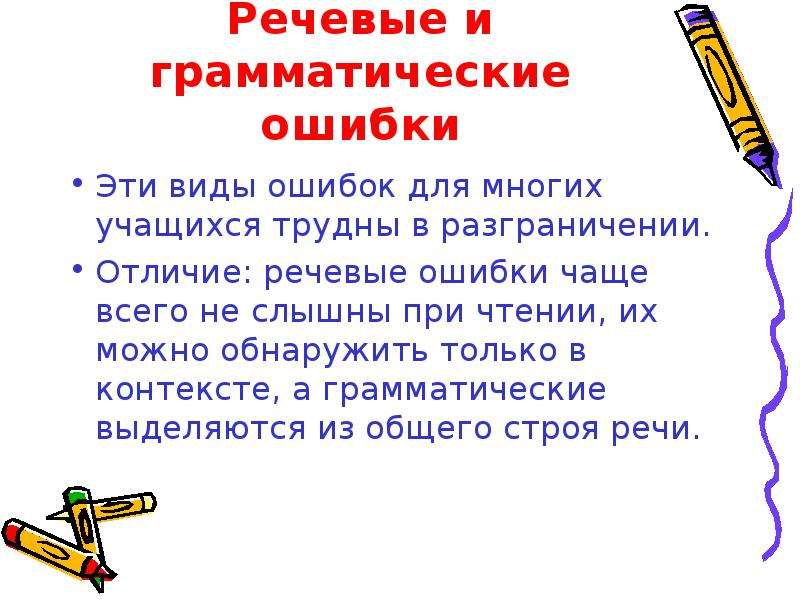 Речевые и
грамматические
ошибки
• Эти виды ошибок для многих
учащихся трудны в разграничении.
• Отличие: речевые ошибки чаще
всего не слышны при чтении, их
можно обнаружить только в
контексте, а грамматические
выделяются из общего строя речи.